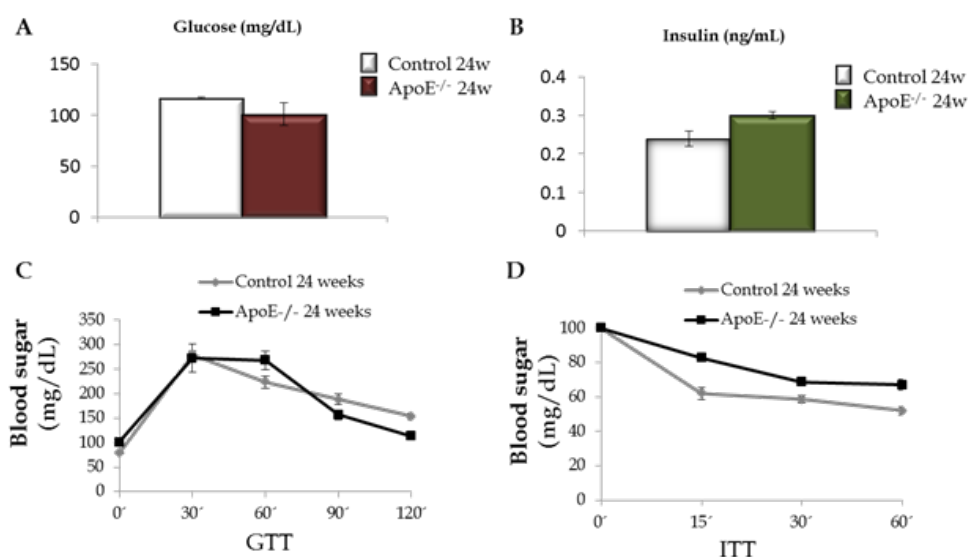 A
Glucose (mg/dL)
150
100
50
0
Control 24w
ApoE-/- 24w
B
Insulin (ng/mL)
0.4
0.3
0.2
0.1
0
Control 24w
ApoE-/- 24w
C
Control 24 weeks
ApoE-/- 24 weeks
Blood sugar
(mg/dL)
350
300
250
200
150
100
50
0
0´
30´
60´
90´
120´
GTT
D
Control 24 weeks
ApoE-/- 24 weeks
Blood sugar
(mg/dL)
100
80
60
40
20
0
0´
15´
30´
60´
ITT